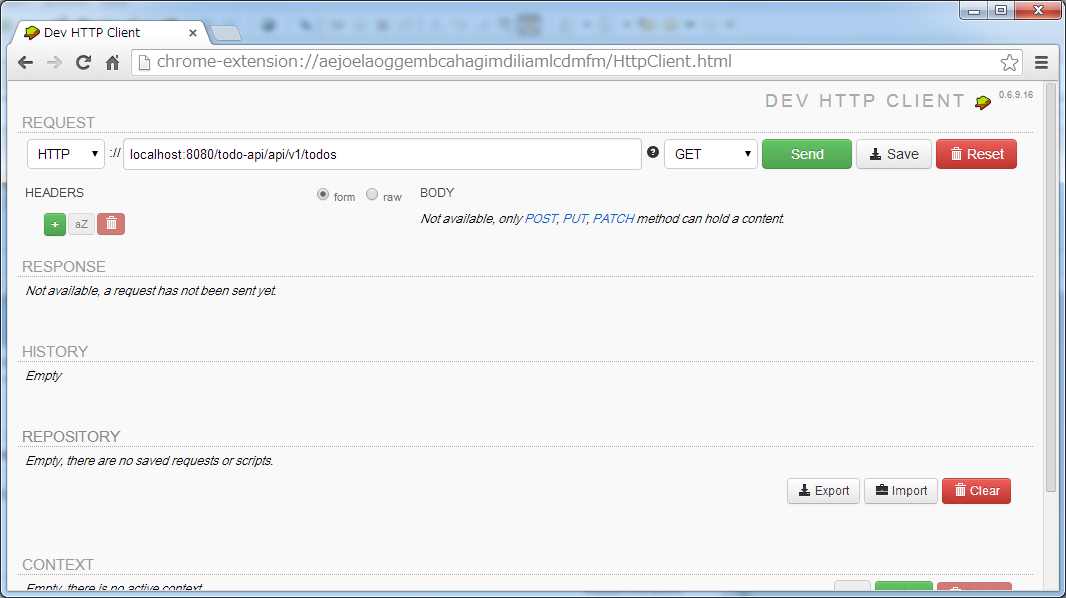 Dev HTTP Client
chrome-extension://aejoelaoggembcahagimdiliamlcdmfm/HttpClient.html
DEV HTTP CLIENT 0.6.9.16
REQUEST
HTTP :// localhost:8080/todo-api/api/v1/todos GET Send Save Reset
HEADERS form raw BODY
+ aZ Not available, only POST, PUT, PATCH method can hold a content.
RESPONSE
Not available, a request has not been sent yet.
HISTORY
Empty
REPOSITORY
Empty, there are no saved requests or scripts.
Export Import Clear
CONTEXT
Empty, there is no active context